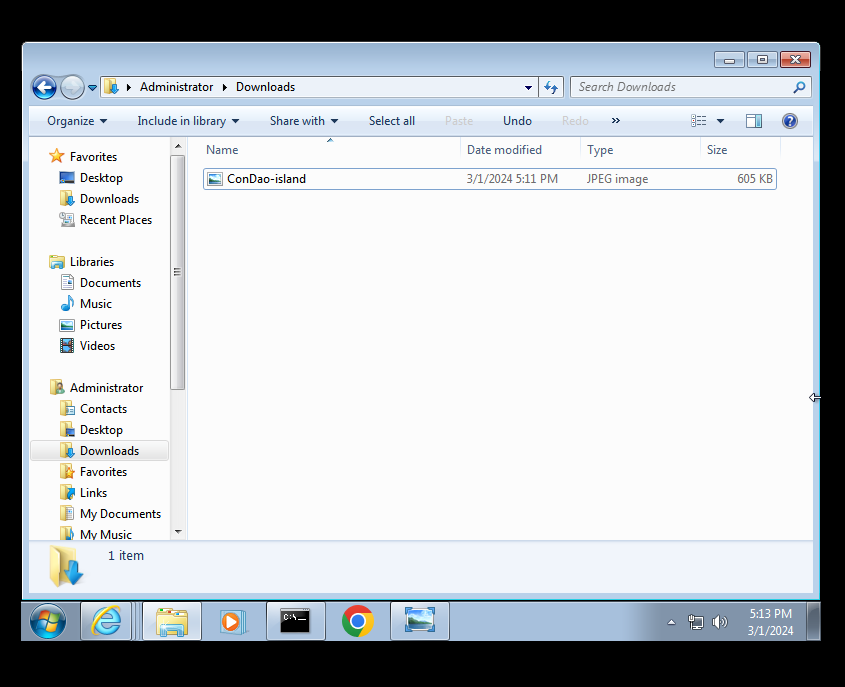 Administrator Downloads
Search Downloads
Organize Include in library Share with Select all Paste Undo Redo »
Favorites
Desktop
Downloads
Recent Places
Libraries
Documents
Music
Pictures
Videos
Administrator
Contacts
Desktop
Downloads
Favorites
Links
My Documents
My Music
Name Date modified Type Size
ConDao-island 3/1/2024 5:11 PM JPEG image 605 KB
1 item
C:\
5:13 PM
3/1/2024